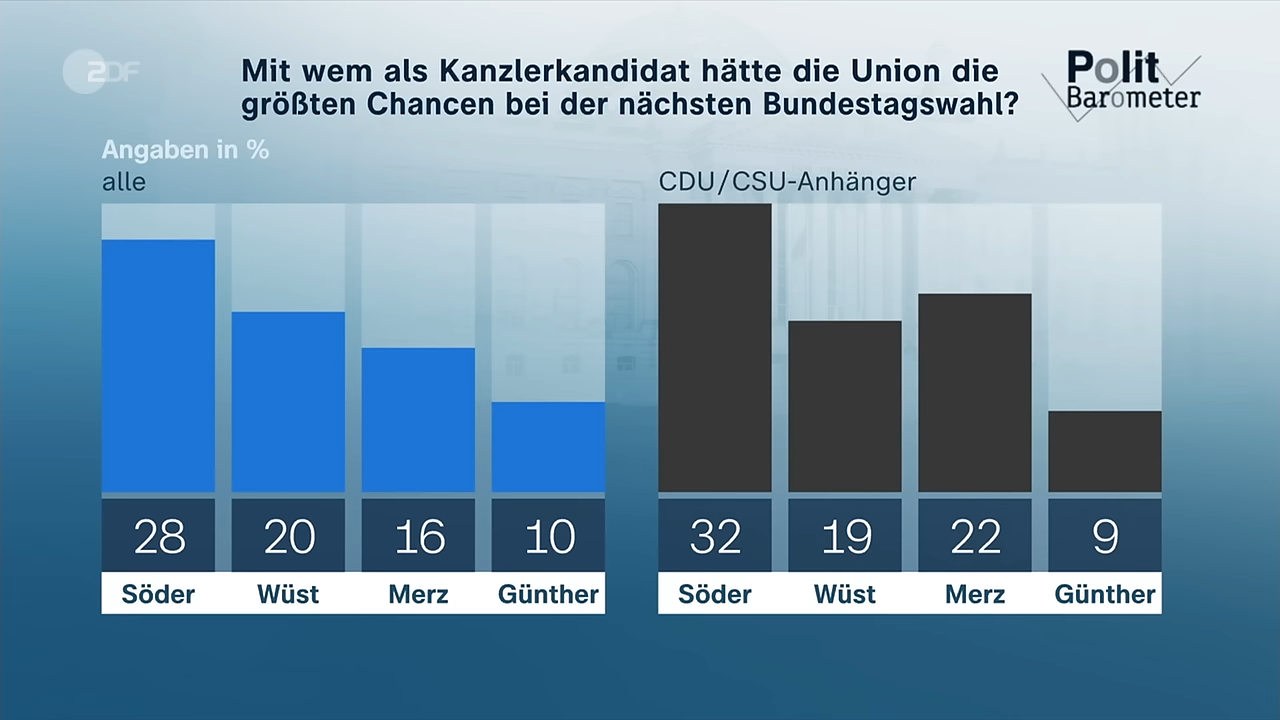 ZDF
Mit wem als Kanzlerkandidat hätte die Union die
größten Chancen bei der nächsten Bundestagswahl?
Polit
Barometer
Angaben in %
alle
28 20 16 10
Söder Wüst Merz Günther
CDU/CSU-Anhänger
32 19 22 9
Söder Wüst Merz Günther